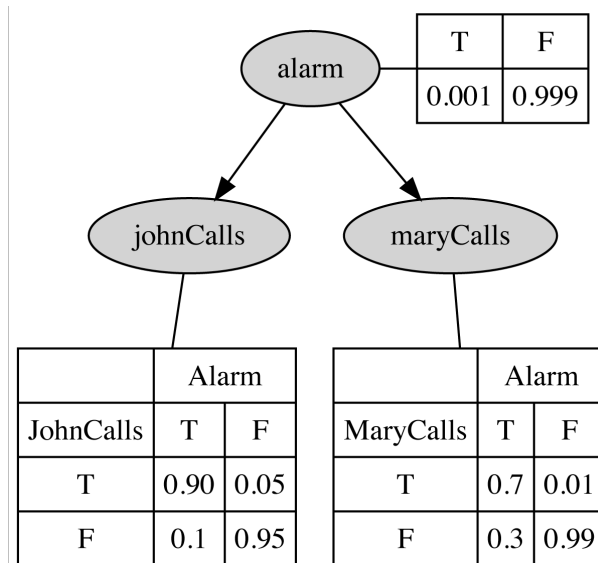 alarm
T F
0.001 0.999
johnCalls
maryCalls
Alarm
JohnCalls T F
T 0.90 0.05
F 0.1 0.95
Alarm
MaryCalls T F
T 0.7 0.01
F 0.3 0.99